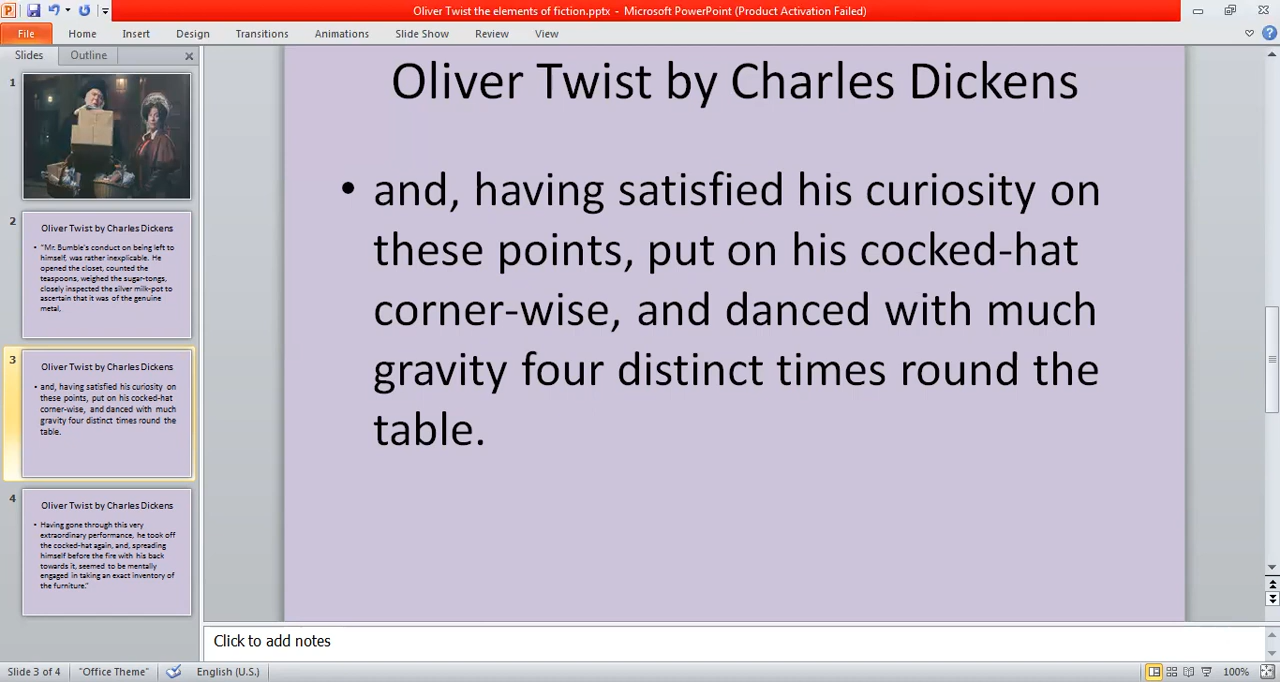 Oliver Twist the elements of fiction.pptx - Microsoft PowerPoint (Product Activation Failed)
File Home Insert Design Transitions Animations Slide Show Review View
Slides Outline
1
2
Oliver Twist by Charles Dickens
• "Mr. Bumble's conduct on being left to
himself, was rather inexplicable. He
opened the closet, counted the
teaspoons, weighed the sugar-tongs,
closely inspected the silver milk-pot to
ascertain that it was of the genuine
metal,
3
Oliver Twist by Charles Dickens
• and, having satisfied his curiosity on
these points, put on his cocked-hat
corner-wise, and danced with much
gravity four distinct times round the
table.
4
Oliver Twist by Charles Dickens
• Having gone through this very
extraordinary performance, he took off
the cocked-hat again, and, spreading
himself before the fire with his back
towards it, seemed to be mentally
engaged in taking an exact inventory of
the furniture."
Oliver Twist by Charles Dickens
• and, having satisfied his curiosity on
these points, put on his cocked-hat
corner-wise, and danced with much
gravity four distinct times round the
table.
Click to add notes
Slide 3 of 4 "Office Theme" English (U.S.) 100%